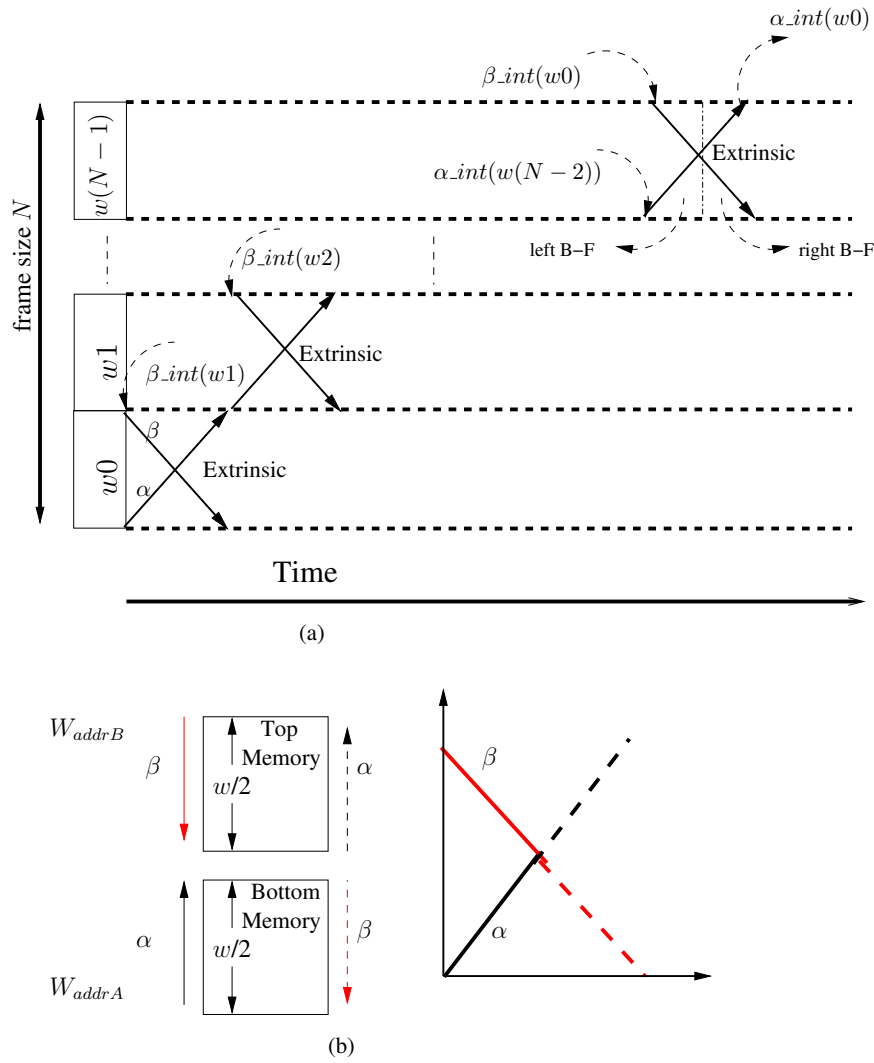 α_int(w0)
β_int(w0)
Extrinsic
α_int(w(N − 2))
left B−F
right B−F
w(N − 1)
frame size N
β_int(w2)
Extrinsic
w1
β_int(w1)
β
Extrinsic
w0
α
Time
(a)
W_addrB
β
Top
Memory
w/2
α
β
Bottom
Memory
α
w/2
β
W_addrA
α
(b)